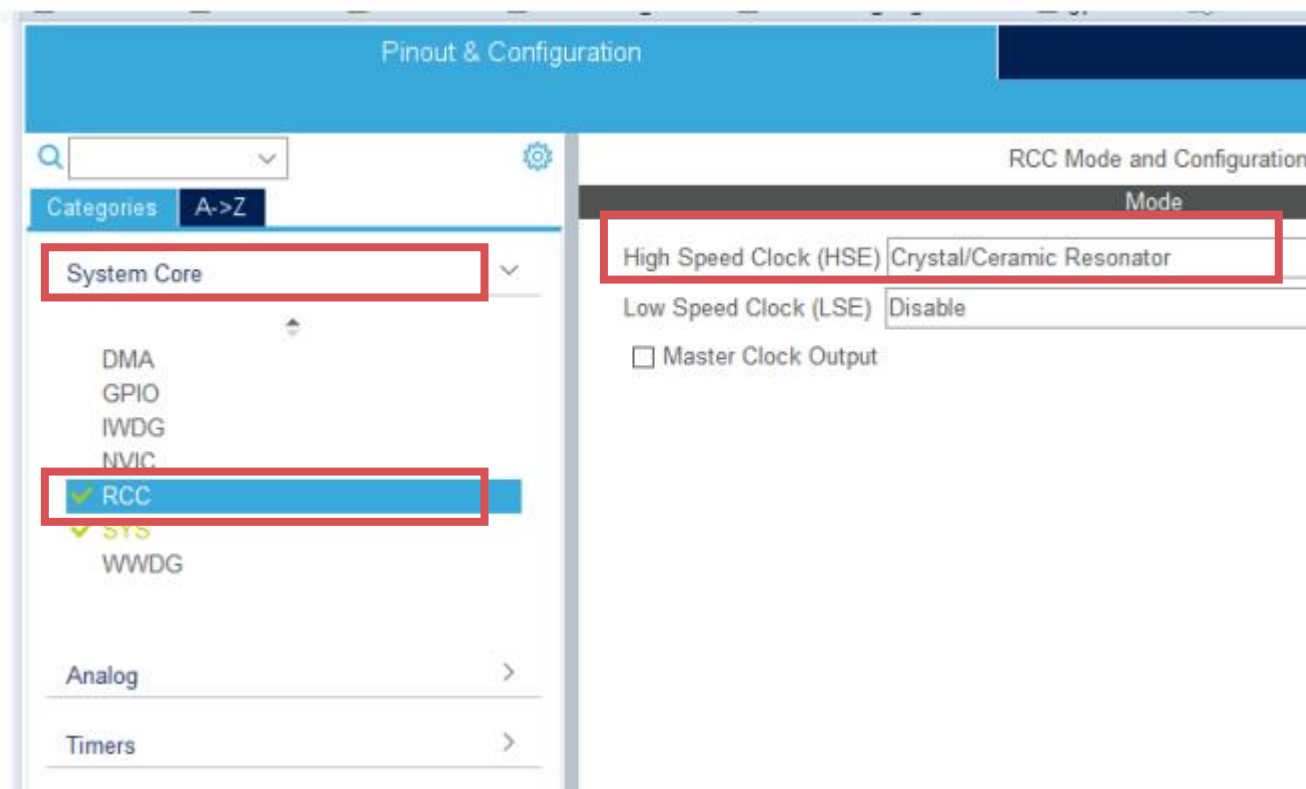 Pinout & Configuration
RCC Mode and Configuration
Categories
A->Z
Mode
System Core
High Speed Clock (HSE) Crystal/Ceramic Resonator
Low Speed Clock (LSE) Disable
Master Clock Output
DMA
GPIO
IWDG
NVIC
RCC
SYS
WWDG
Analog
Timers